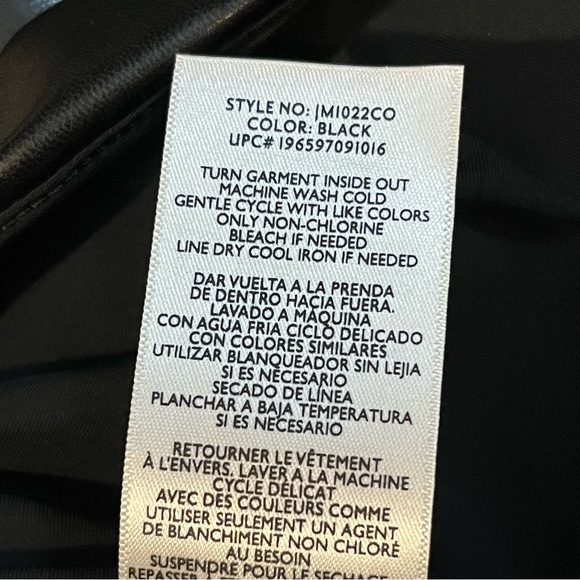 STYLE NO: JM1022CO
COLOR: BLACK
UPC# 196597091016
TURN GARMENT INSIDE OUT
MACHINE WASH COLD
GENTLE CYCLE WITH LIKE COLORS
ONLY NON-CHLORINE
BLEACH IF NEEDED
LINE DRY COOL IRON IF NEEDED
DAR VUELTA A LA PRENDA
DE DENTRO HACIA FUERA.
LAVADO A MÁQUINA
CON AGUA FRIA CICLO DELICADO
CON COLORES SIMILARES
UTILIZAR BLANQUEADOR SIN LEJIA
SI ES NECESARIO
SECADO DE LÍNEA
PLANCHAR A BAJA TEMPERATURA
SI ES NECESARIO
RETOURNER LE VÊTEMENT
À L'ENVERS. LAVER A LA MACHINE
CYCLE DÉLICAT
AVEC DES COULEURS COMME
UTILISER SEULEMENT UN AGENT
DE BLANCHIMENT NON CHLORÉ
AU BESOIN
SUSPENDRE POUR LE SÉCHAGE
REPASSER À